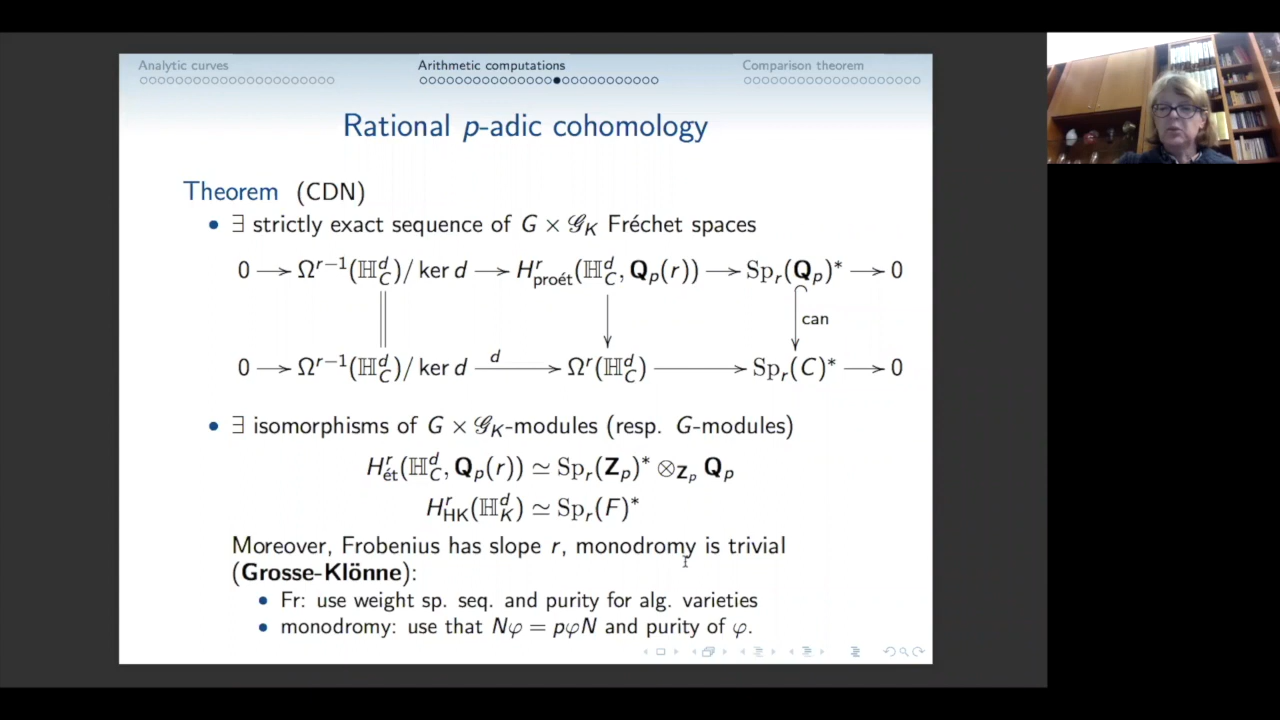 Analytic curves Arithmetic computations Comparison theorem
Rational p-adic cohomology
Theorem (CDN)
• ∃ strictly exact sequence of G × 𝒢_K Fréchet spaces
0 ⟶ Ω^{r−1}(ℍ^d_C)/ ker d ⟶ H^r_{proét}(ℍ^d_C, Q_p(r)) ⟶ Sp_r(Q_p)* ⟶ 0
can
0 ⟶ Ω^{r−1}(ℍ^d_C)/ ker d ⟶^d Ω^r(ℍ^d_C) ⟶ Sp_r(C)* ⟶ 0
• ∃ isomorphisms of G × 𝒢_K-modules (resp. G-modules)
H^r_{ét}(ℍ^d_C, Q_p(r)) ≃ Sp_r(Z_p)* ⊗_{Z_p} Q_p
H^r_{HK}(ℍ^d_K) ≃ Sp_r(F)*
Moreover, Frobenius has slope r, monodromy is trivial
(Grosse-Klönne):
• Fr: use weight sp. seq. and purity for alg. varieties
• monodromy: use that Nφ = pφN and purity of φ.